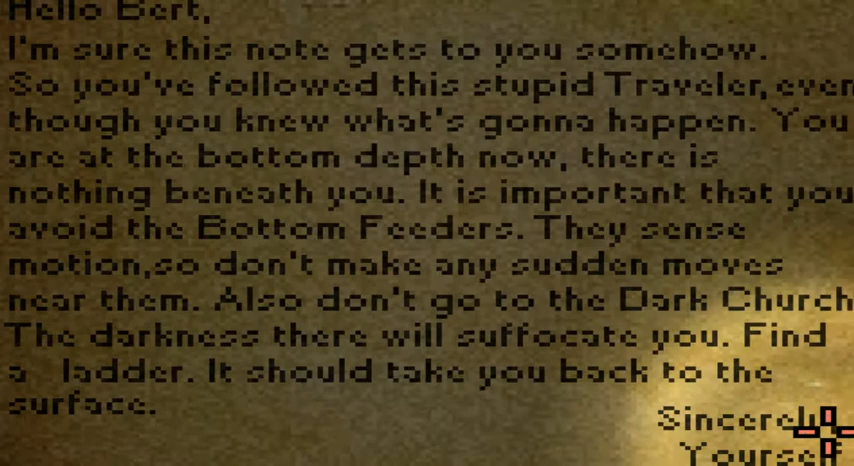 Hello Bert,
I'm sure this note gets to you somehow.
So you've followed this stupid Traveler, even
though you knew what's gonna happen. You
are at the bottom depth now, there is
nothing beneath you. It is important that you
avoid the Bottom Feeders. They sense
motion,so don't make any sudden moves
near them. Also don't go to the Dark Church
The darkness there will suffocate you. Find
a ladder. It should take you back to the
surface.
Sincerely
Yourself